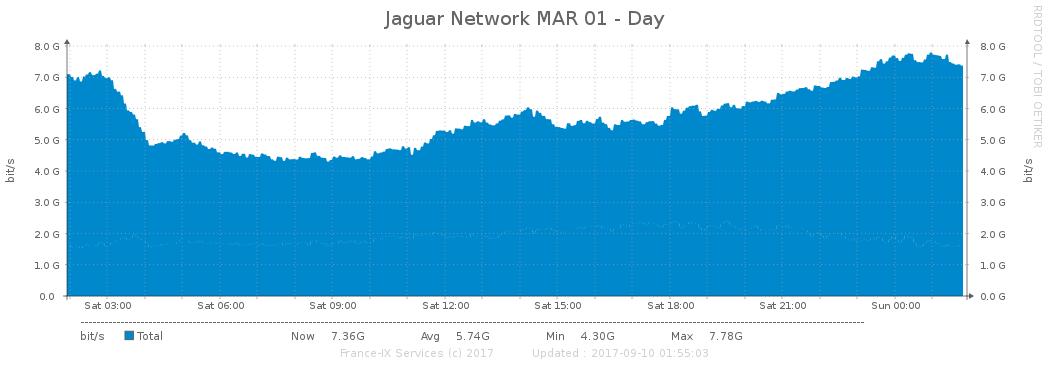 Jaguar Network MAR 01 - Day
RRDTOOL / TOBI OETIKER
8.0 G 8.0 G
7.0 G 7.0 G
6.0 G 6.0 G
5.0 G 5.0 G
4.0 G 4.0 G
3.0 G 3.0 G
2.0 G 2.0 G
1.0 G 1.0 G
0.0 0.0 G
bit/s
bit/s
Sat 03:00 Sat 06:00 Sat 09:00 Sat 12:00 Sat 15:00 Sat 18:00 Sat 21:00 Sun 00:00
bit/s Total Now 7.36G Avg 5.74G Min 4.30G Max 7.78G
France-IX Services (c) 2017 Updated : 2017-09-10 01:55:03